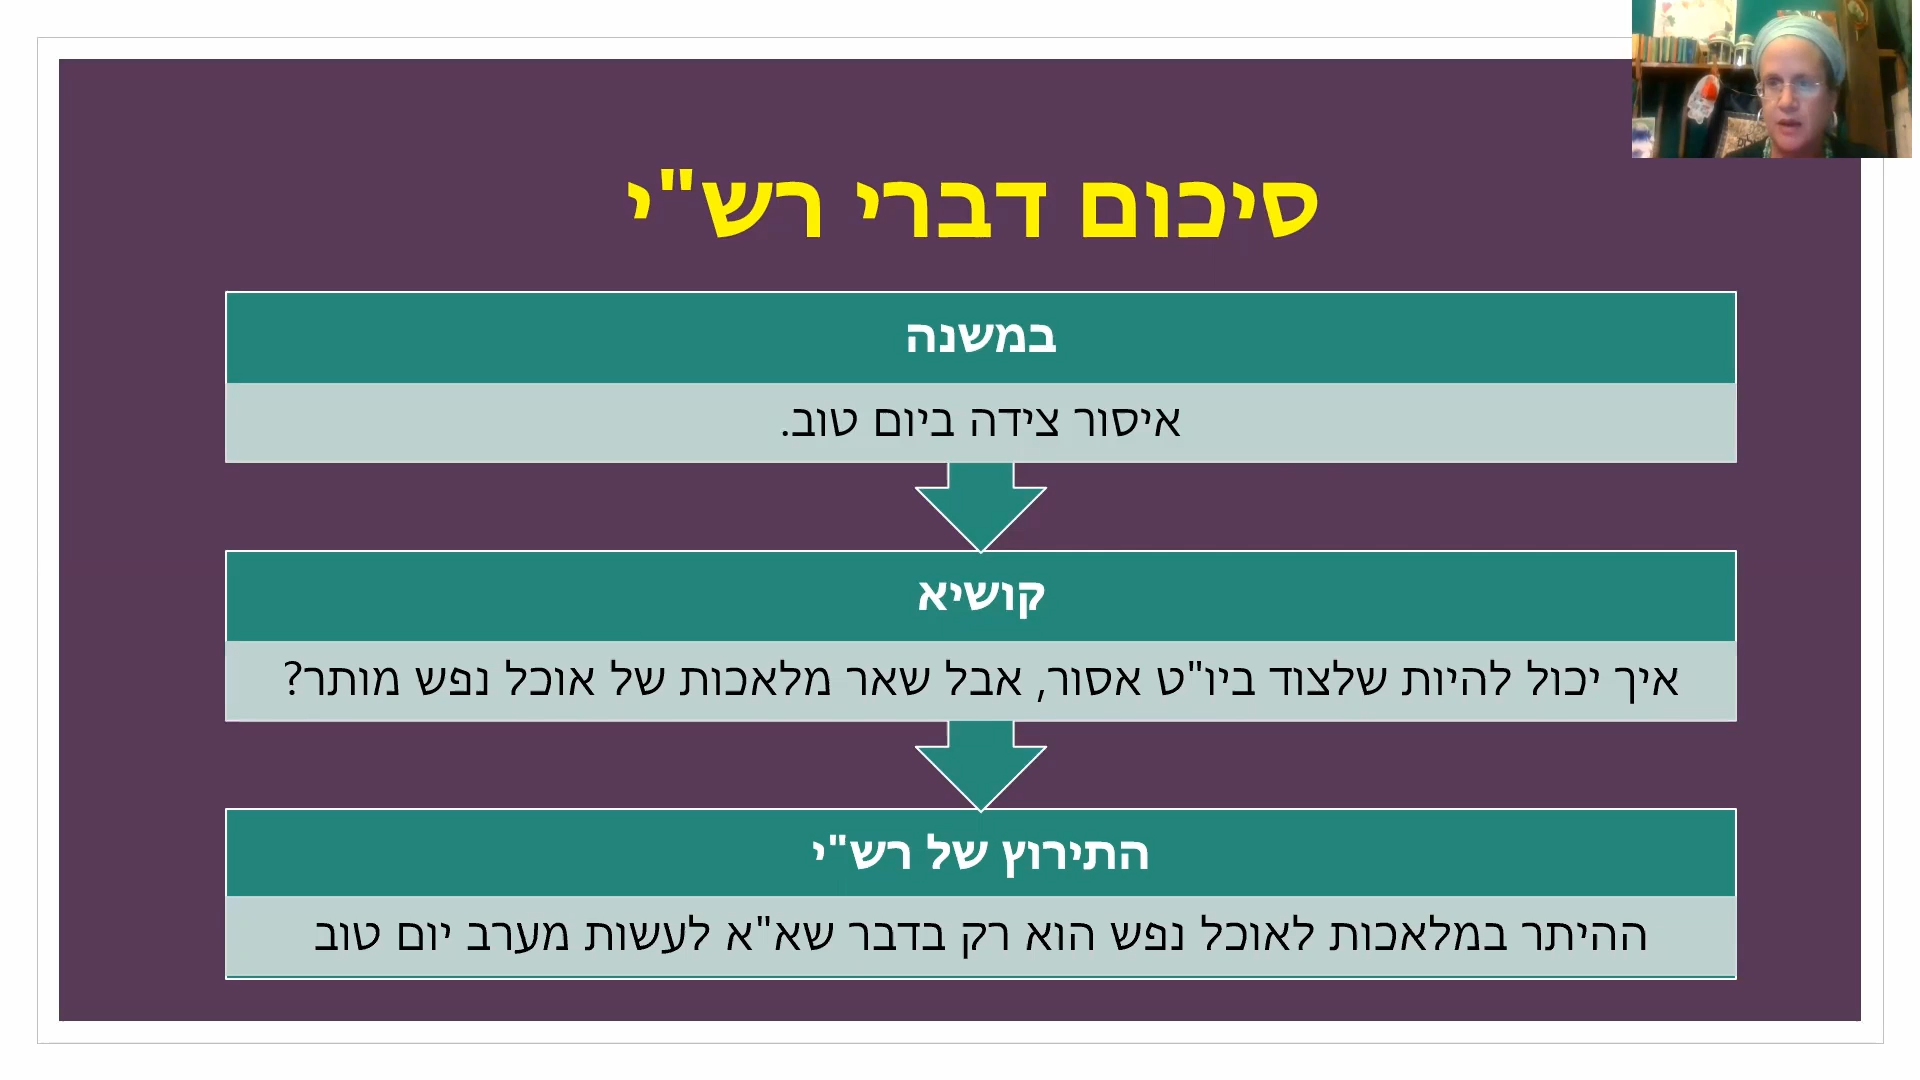 סיכום דברי רש"י
במשנה
איסור צידה ביום טוב.
קושיא
איך יכול להיות שלצוד ביו"ט אסור, אבל שאר מלאכות של אוכל נפש מותר?
התירוץ של רש"י
ההיתר במלאכות לאוכל נפש הוא רק בדבר שא"א לעשות מערב יום טוב